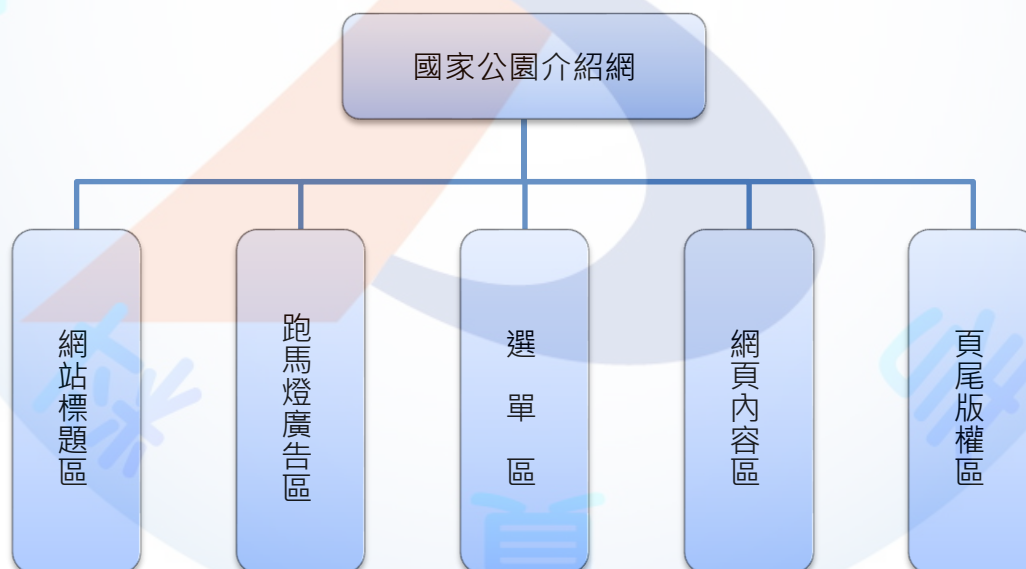 國家公園介紹網
網站標題區
跑馬燈廣告區
選單區
網頁內容區
頁尾版權區